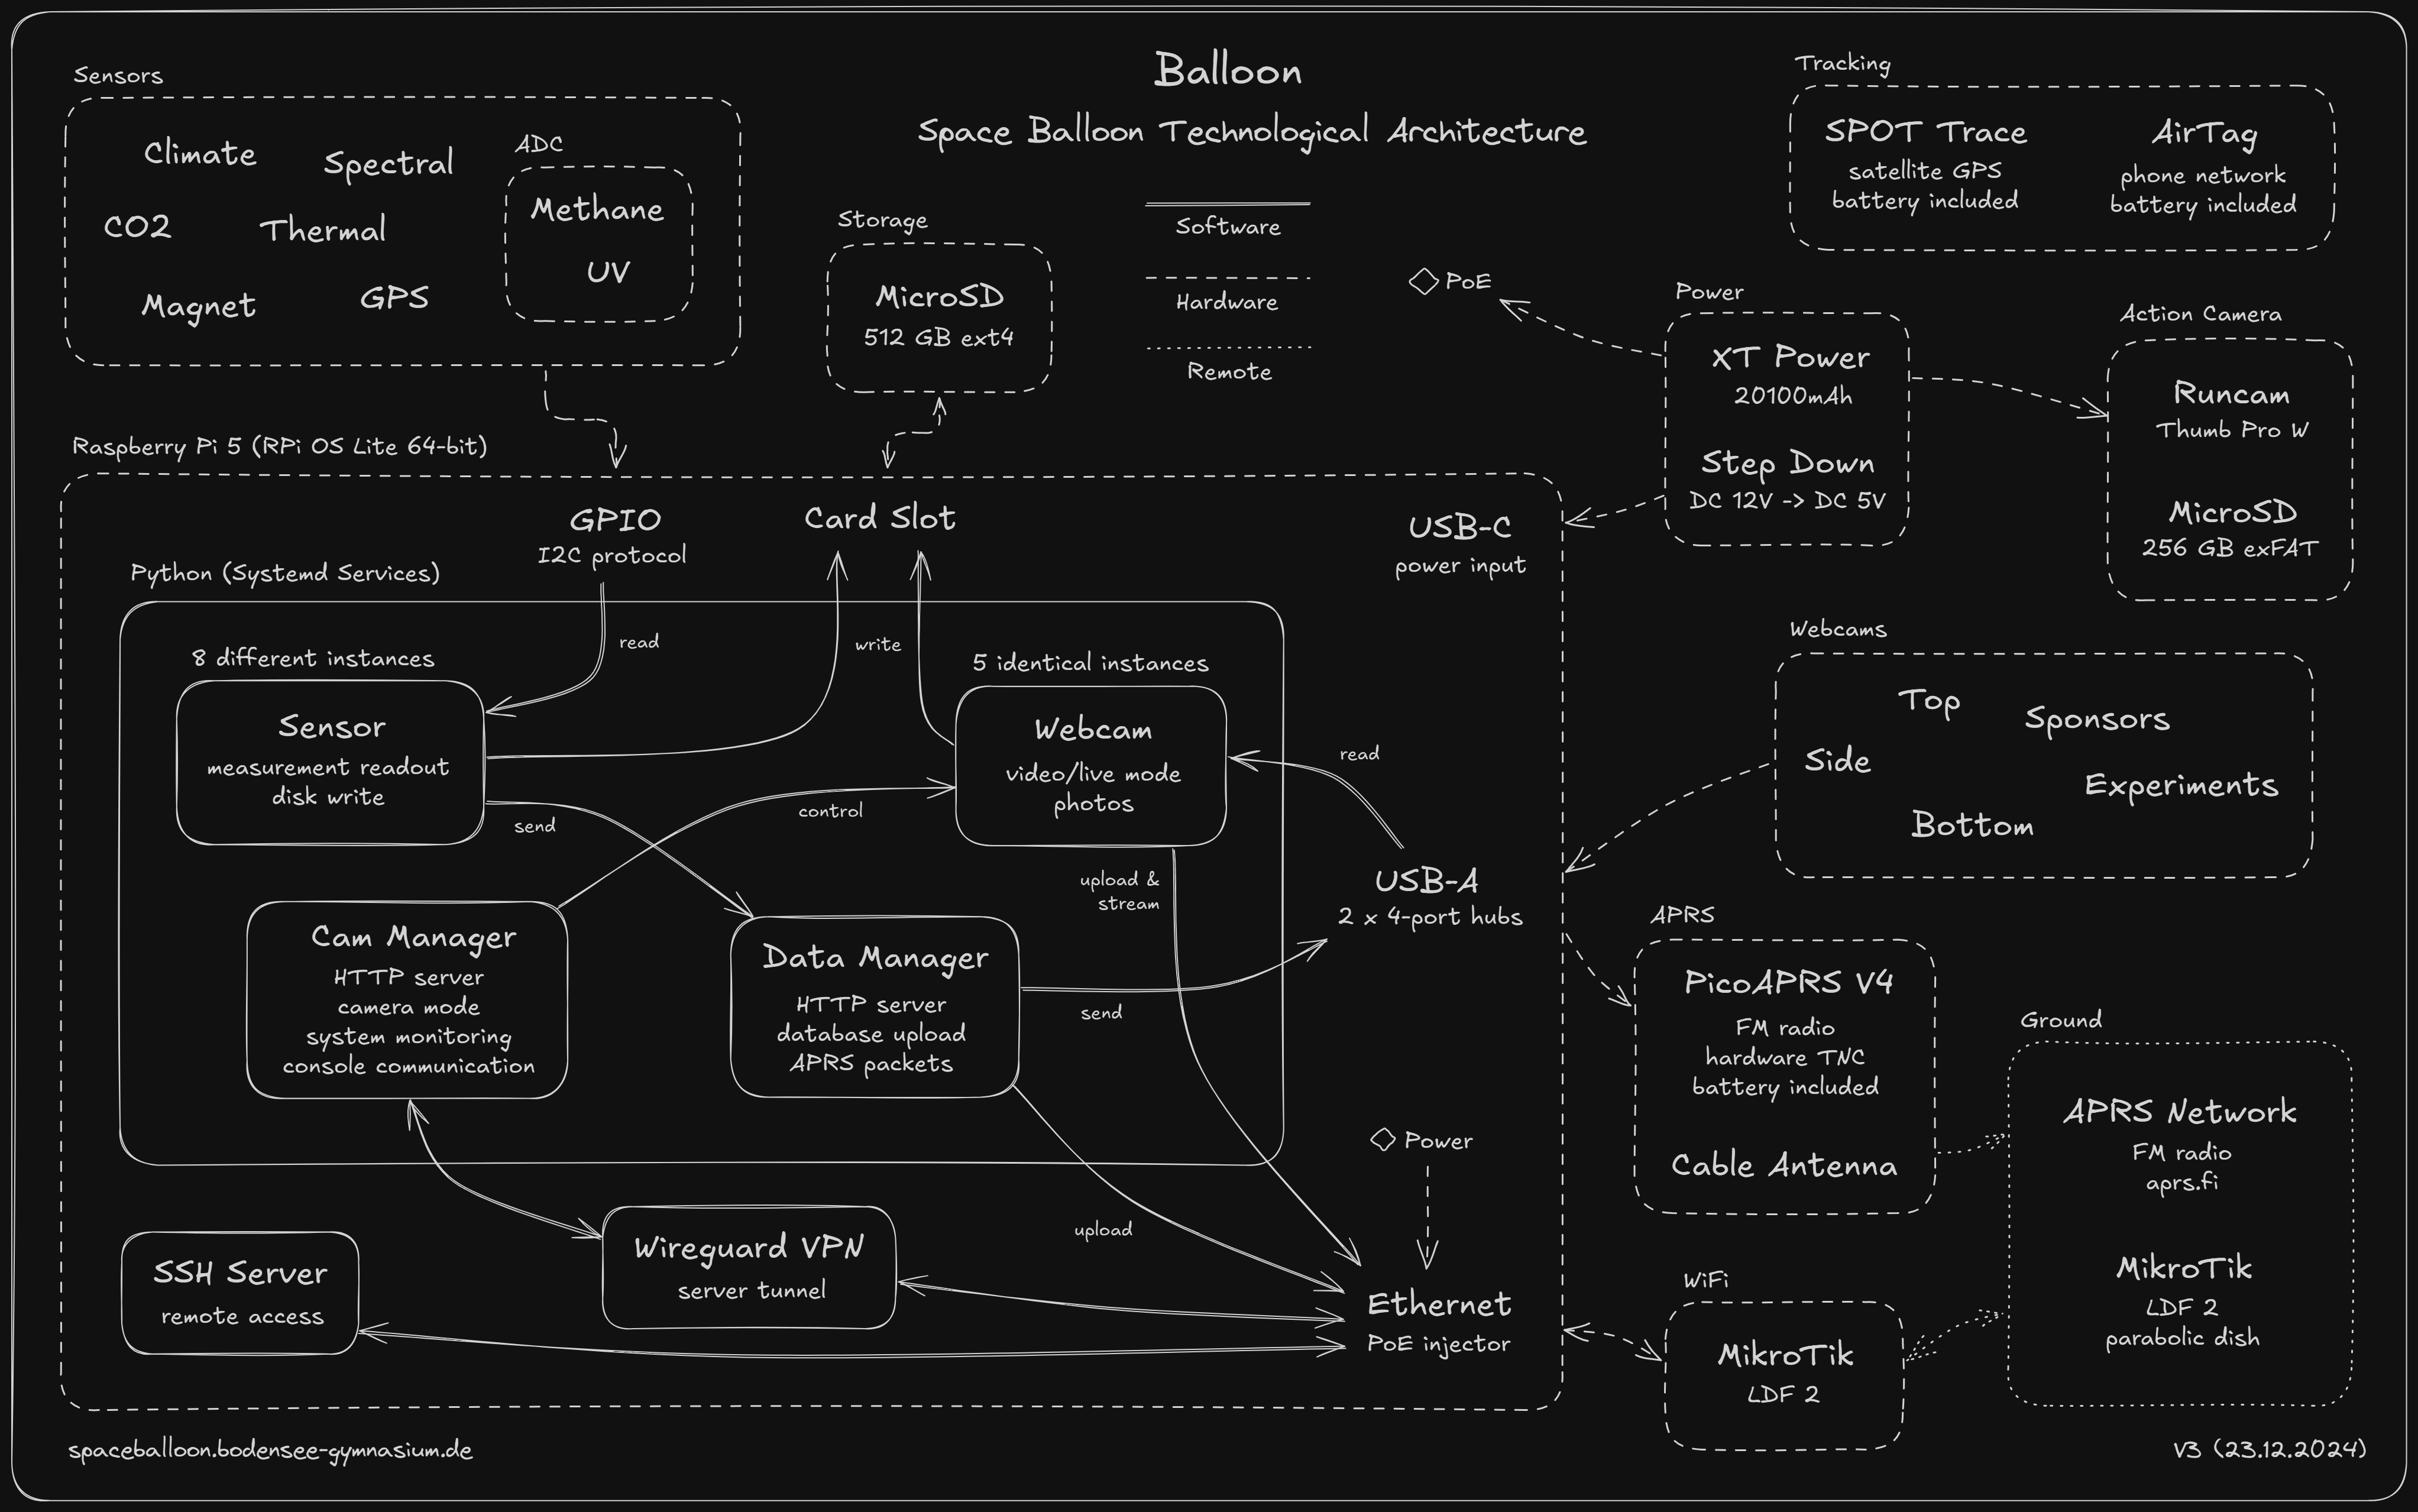 Balloon
Space Balloon Technological Architecture
Sensors
Climate
Spectral
CO2
Thermal
Magnet
GPS
ADC
Methane
UV
Storage
MicroSD
512 GB ext4
Software
Hardware
Remote
PoE
Tracking
SPOT Trace
satellite GPS
battery included
AirTag
phone network
battery included
Power
XT Power
20100mAh
Step Down
DC 12V -> DC 5V
Action Camera
Runcam
Thumb Pro W
MicroSD
256 GB exFAT
Raspberry Pi 5 (RPi OS Lite 64-bit)
GPIO
I2C protocol
Card Slot
USB-C
power input
Python (Systemd Services)
read
write
8 different instances
Sensor
measurement readout
disk write
5 identical instances
Webcam
video/live mode
photos
read
send
control
upload &
stream
USB-A
2 x 4-port hubs
Cam Manager
HTTP server
camera mode
system monitoring
console communication
Data Manager
HTTP server
database upload
APRS packets
send
Power
upload
SSH Server
remote access
Wireguard VPN
server tunnel
Ethernet
PoE injector
Webcams
Top
Sponsors
Side
Experiments
Bottom
APRS
PicoAPRS V4
FM radio
hardware TNC
battery included
Cable Antenna
Ground
APRS Network
FM radio
aprs.fi
MikroTik
LDF 2
parabolic dish
WiFi
MikroTik
LDF 2
spaceballoon.bodensee-gymnasium.de
V3 (23.12.2024)